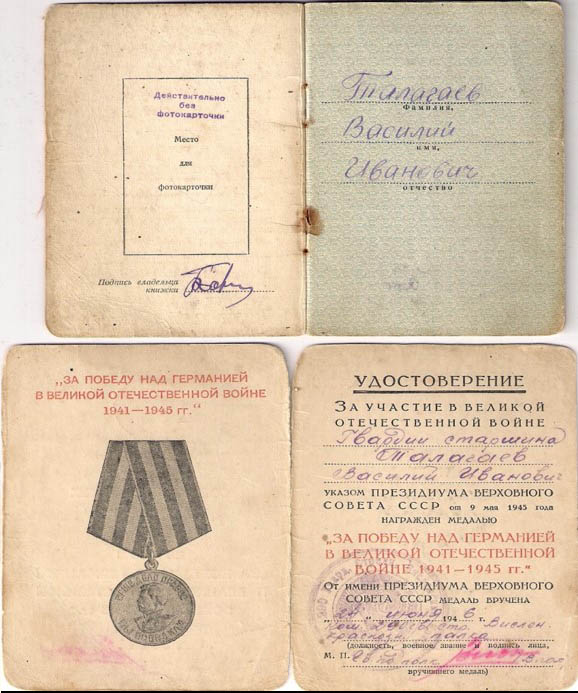 Действительно
без
фотокарточки
Место
для
фотокарточки
Подпись владельца
книжки
Талагаев
Фамилия,
Василий
имя,
Иванович
отчество
„ЗА ПОБЕДУ НАД ГЕРМАНИЕЙ
В ВЕЛИКОЙ ОТЕЧЕСТВЕННОЙ ВОЙНЕ
1941—1945 гг.“
НАШЕ ДЕЛО ПРАВОЕ
МЫ ПОБЕДИЛИ
УДОСТОВЕРЕНИЕ
ЗА УЧАСТИЕ В ВЕЛИКОЙ
ОТЕЧЕСТВЕННОЙ ВОЙНЕ
Гвардии старшина
Талагаев
Василий Иванович
УКАЗОМ ПРЕЗИДИУМА ВЕРХОВНОГО
СОВЕТА СССР от 9 мая 1945 года
НАГРАЖДЕН МЕДАЛЬЮ
„ЗА ПОБЕДУ НАД ГЕРМАНИЕЙ
В ВЕЛИКОЙ ОТЕЧЕСТВЕННОЙ
ВОЙНЕ 1941—1945 гг.“
ОТ ИМЕНИ ПРЕЗИДИУМА ВЕРХОВНОГО
СОВЕТА СССР МЕДАЛЬ ВРУЧЕНА
июня 1946 г.
(должность, военное звание и подпись лица,
М. П.
вручившего медаль)